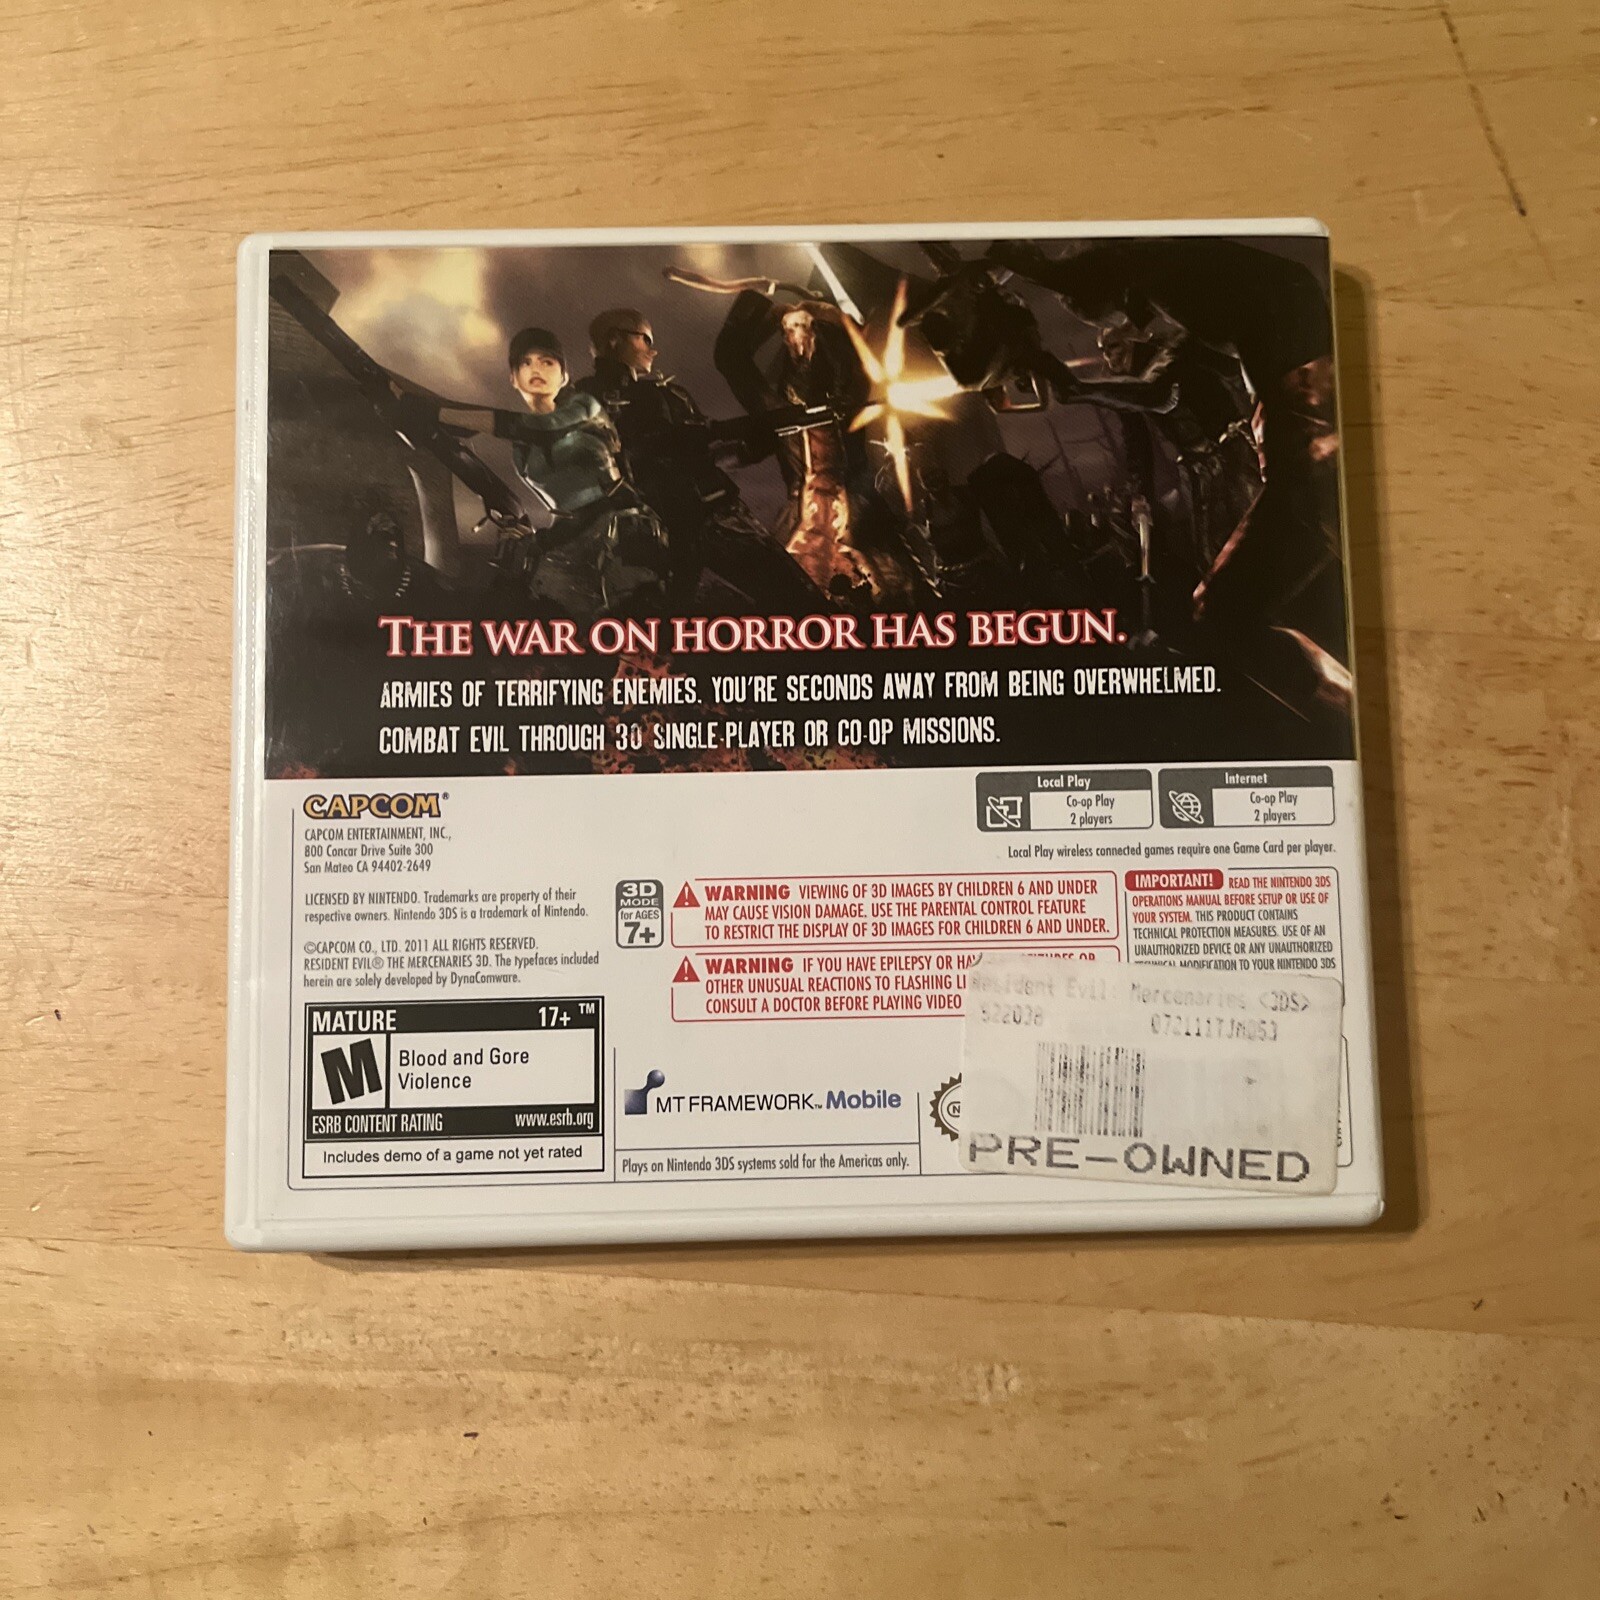 THE WAR ON HORROR HAS BEGUN.
ARMIES OF TERRIFYING ENEMIES. YOU'RE SECONDS AWAY FROM BEING OVERWHELMED.
COMBAT EVIL THROUGH 30 SINGLE-PLAYER OR CO-OP MISSIONS.
CAPCOM®
CAPCOM ENTERTAINMENT, INC.,
800 Concar Drive Suite 300
San Mateo CA 94402-2649
Local Play
Co-op Play
2 players
Internet
Co-op Play
2 players
Local Play wireless connected games require one Game Card per player.
LICENSED BY NINTENDO. Trademarks are property of their
respective owners. Nintendo 3DS is a trademark of Nintendo.
©CAPCOM CO., LTD. 2011 ALL RIGHTS RESERVED.
RESIDENT EVIL® THE MERCENARIES 3D. The typefaces included
herein are solely developed by DynaComware.
3D
MODE
for AGES
7+
WARNING VIEWING OF 3D IMAGES BY CHILDREN 6 AND UNDER
MAY CAUSE VISION DAMAGE. USE THE PARENTAL CONTROL FEATURE
TO RESTRICT THE DISPLAY OF 3D IMAGES FOR CHILDREN 6 AND UNDER.
WARNING IF YOU HAVE EPILEPSY OR
OTHER UNUSUAL REACTIONS TO FLASHING
CONSULT A DOCTOR BEFORE PLAYING VIDEO
IMPORTANT! READ THE NINTENDO 3DS
OPERATIONS MANUAL BEFORE SETUP OR USE OF
YOUR SYSTEM. THIS PRODUCT CONTAINS
TECHNICAL PROTECTION MEASURES. USE OF AN
UNAUTHORIZED DEVICE OR ANY UNAUTHORIZED
TECHNICAL MODIFICATION TO YOUR NINTENDO 3DS
MATURE 17+ ™
M
Blood and Gore
Violence
ESRB CONTENT RATING www.esrb.org
Includes demo of a game not yet rated
MT FRAMEWORK™ Mobile
Plays on Nintendo 3DS systems sold for the Americas only.
Resident Evil: Mercenaries <3DS>
522038
PRE-OWNED